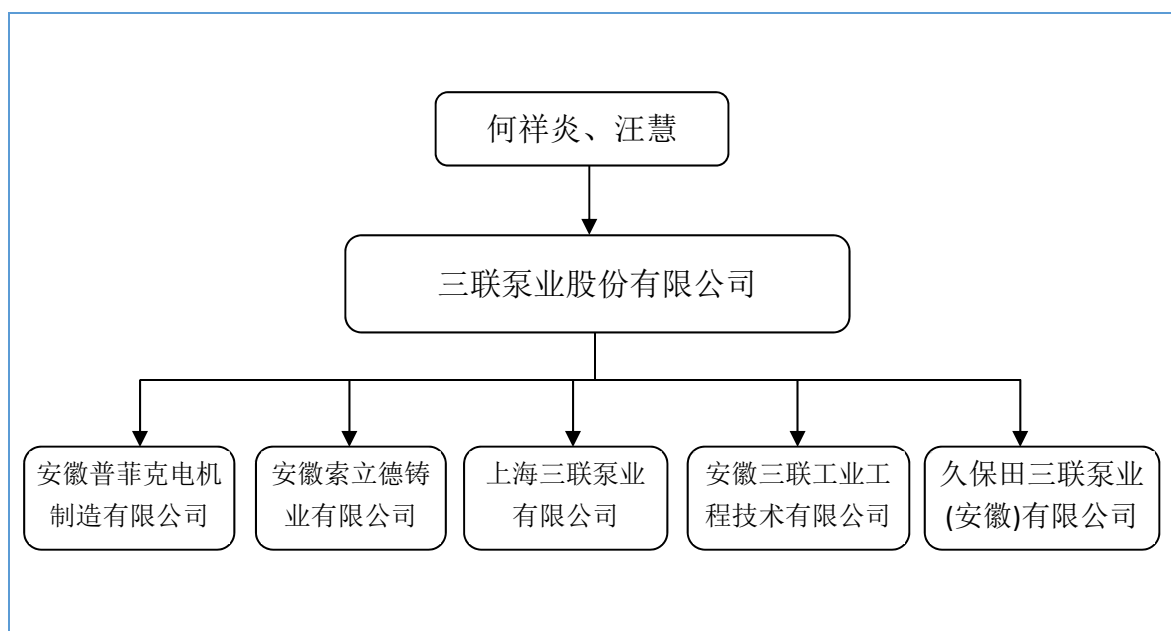 何祥炎、汪慧
三联泵业股份有限公司
安徽普菲克电机
制造有限公司
安徽索立德铸
业有限公司
上海三联泵业
有限公司
安徽三联工业工
程技术有限公司
久保田三联泵业
(安徽)有限公司